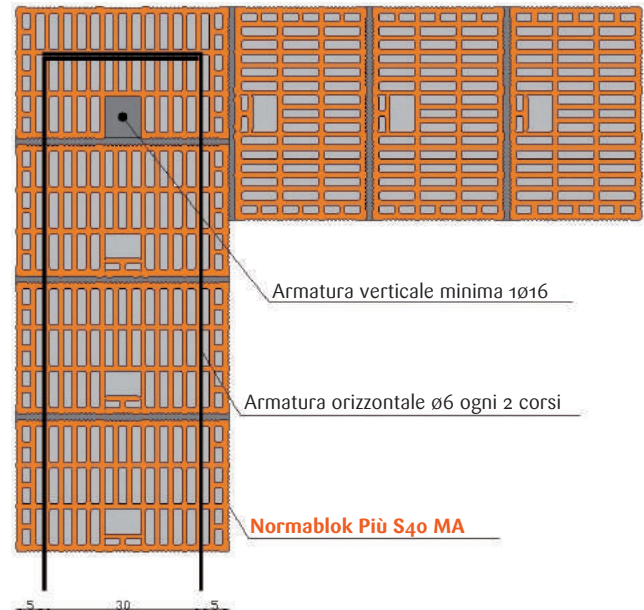 Armatura verticale minima 1ø16
Armatura orizzontale ø6 ogni 2 corsi
Normablok Più S40 MA
5 30 5